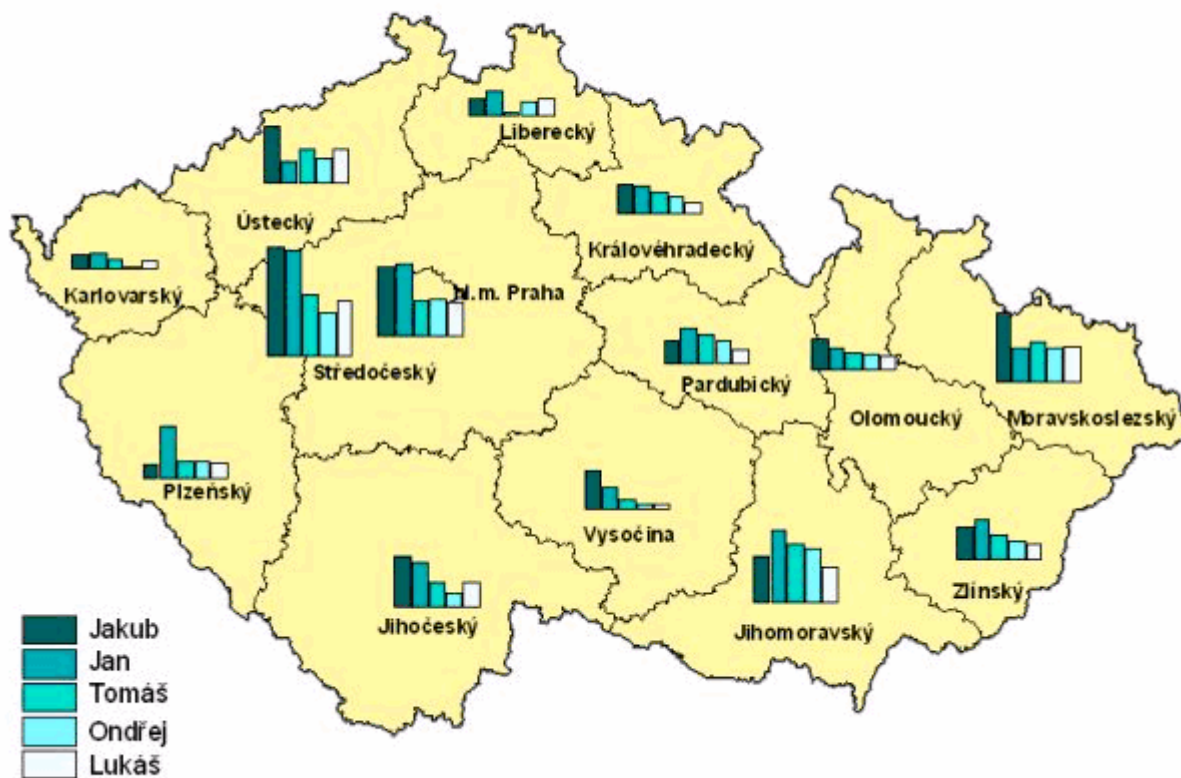 Liberecký
Ústecký
Královéhradecký
Karlovarský
N.m. Praha
Středočeský
Pardubický
Olomoucký
Moravskoslezský
Plzeňský
Vysočina
Zlínský
Jihočeský
Jihomoravský
Jakub
Jan
Tomáš
Ondřej
Lukáš